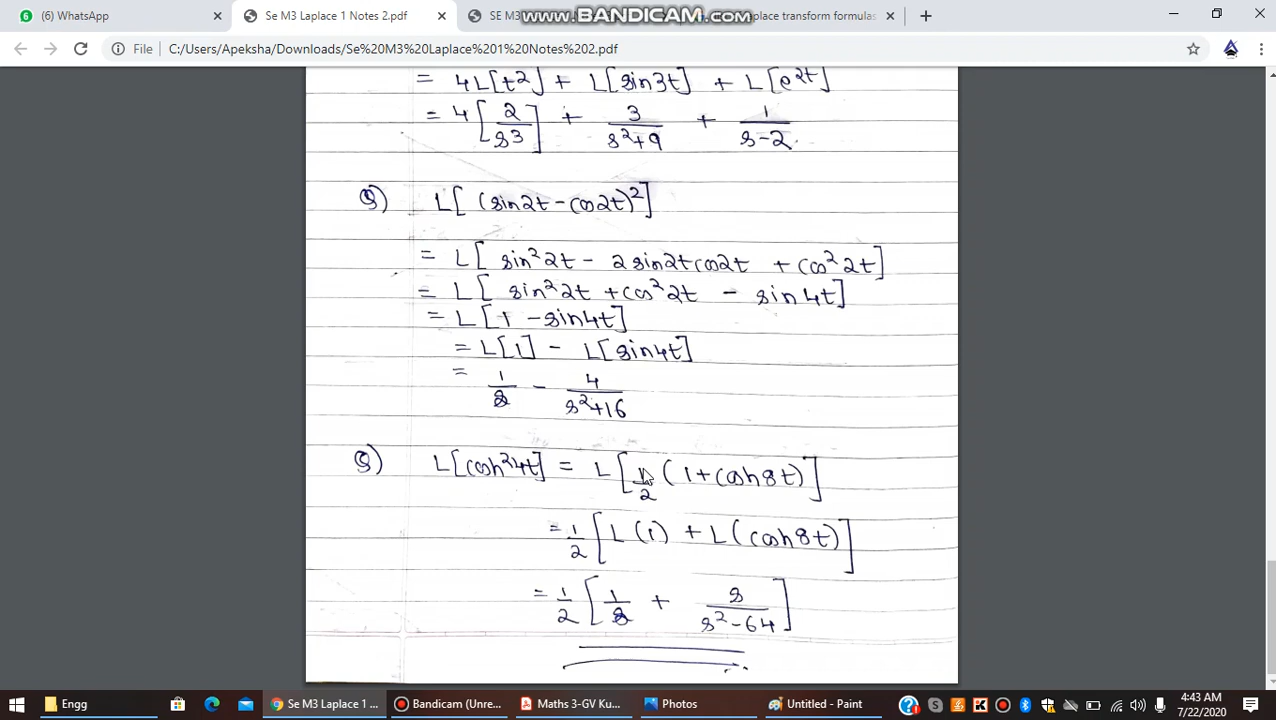 (6) WhatsApp
Se M3 Laplace 1 Notes 2.pdf
SE M3
www.BANDICAM.com
place transform formulas
File C:/Users/Apeksha/Downloads/Se%20M3%20Laplace%201%20Notes%202.pdf
= 4L[t²] + L[sin3t] + L[e^2t]
= 4[2/s3] + 3/s²+9 + 1/s-2
Q) L[(sin2t-cos2t)²]
= L[sin²2t - 2sin2tcos2t + cos²2t]
= L[sin²2t + cos²2t - sin4t]
= L[1 - sin4t]
= L[1] - L[sin4t]
= 1/s - 4/s²+16
Q) L[cosh²4t] = L[1/2(1+cosh8t)]
= 1/2[L(1) + L(cosh8t)]
= 1/2[1/s + s/s²-64]
Engg
Se M3 Laplace 1 ...
Bandicam (Unre...
Maths 3-GV Ku...
Photos
Untitled - Paint
4:43 AM
7/22/2020